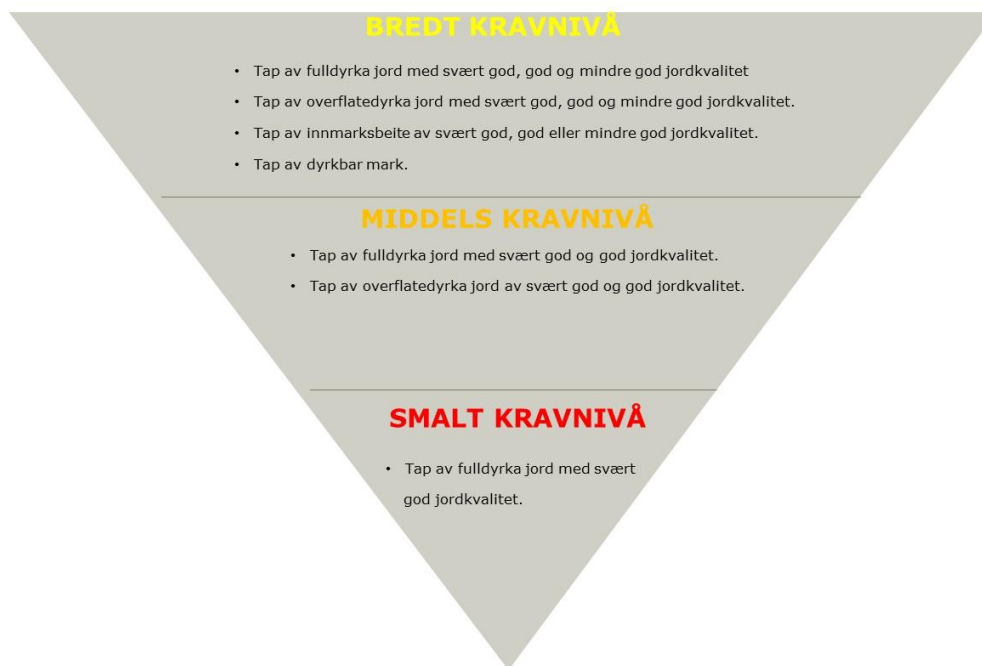 BREDT KRAVNIVÅ
• Tap av fulldyrka jord med svært god, god og mindre god jordkvalitet
• Tap av overflatedyrka jord med svært god, god og mindre god jordkvalitet.
• Tap av innmarksbeite av svært god, god eller mindre god jordkvalitet.
• Tap av dyrkbar mark.
MIDDELS KRAVNIVÅ
• Tap av fulldyrka jord med svært god og god jordkvalitet.
• Tap av overflatedyrka jord av svært god og god jordkvalitet.
SMALT KRAVNIVÅ
• Tap av fulldyrka jord med svært
god jordkvalitet.